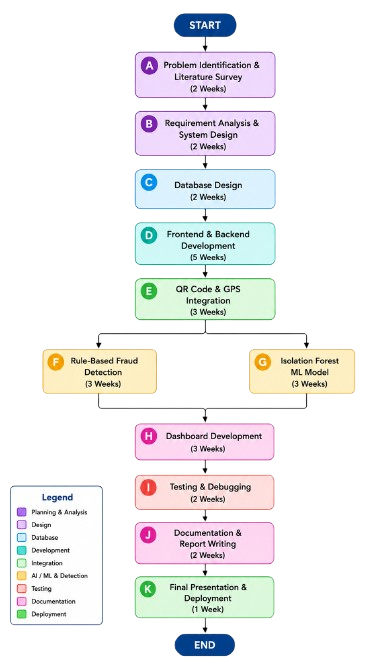 START
A
Problem Identification &
Literature Survey
(2 Weeks)
B
Requirement Analysis &
System Design
(2 Weeks)
C
Database Design
(2 Weeks)
D
Frontend & Backend
Development
(5 Weeks)
E
QR Code & GPS
Integration
(3 Weeks)
F
Rule-Based Fraud
Detection
(3 Weeks)
G
Isolation Forest
ML Model
(3 Weeks)
H
Dashboard Development
(3 Weeks)
I
Testing & Debugging
(2 Weeks)
J
Documentation &
Report Writing
(2 Weeks)
K
Final Presentation &
Deployment
(1 Week)
END
Legend
Planning & Analysis
Design
Database
Development
Integration
AI / ML & Detection
Testing
Documentation
Deployment